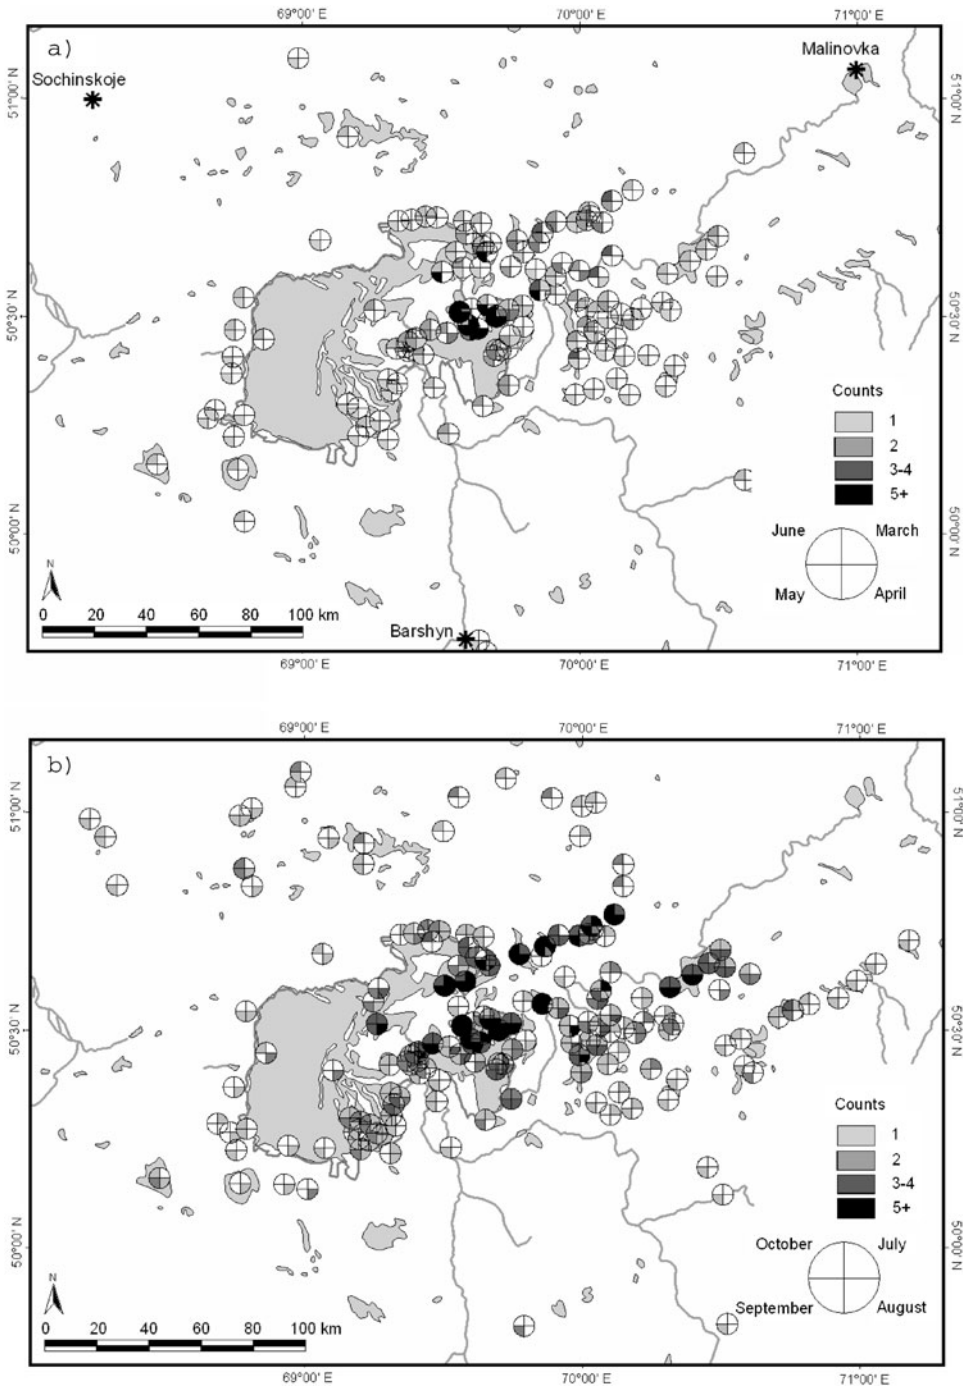 69°00' E
70°00' E
71°00' E
a)
Malinovka
Sochinskoje
51°00' N
51°00' N
50°30' N
50°30' N
Counts
1
2
3-4
5+
50°00' N
50°00' N
June
March
May
April
N
0 20 40 60 80 100 km
Barshyn
69°00' E
70°00' E
71°00' E
69°00' E
70°00' E
71°00' E
b)
51°00' N
51°00' N
50°30' N
50°30' N
Counts
1
2
3-4
5+
50°00' N
50°00' N
October
July
September
August
N
0 20 40 60 80 100 km
69°00' E
70°00' E
71°00' E